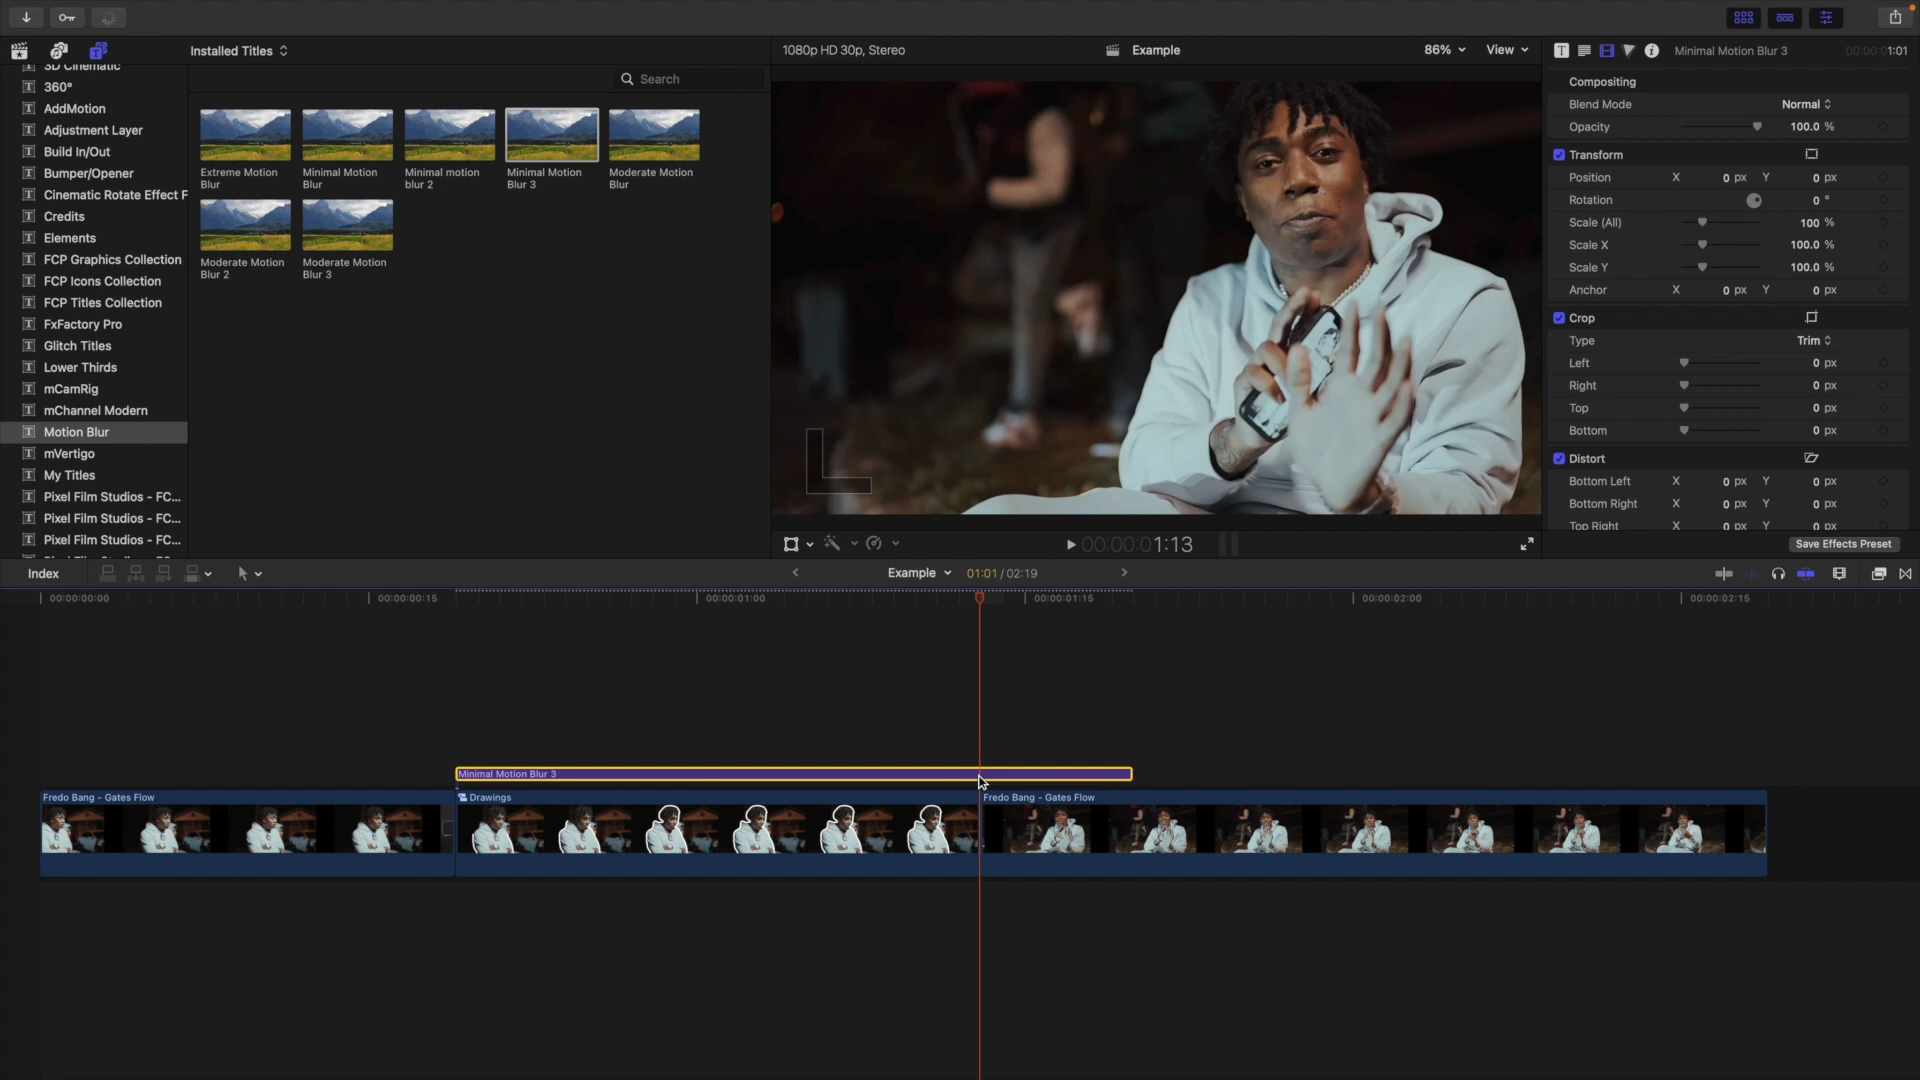 Installed Titles
1080p HD 30p, Stereo
Example
86%
View
Minimal Motion Blur 3
00:00:01:01
3D Cinematic
360°
AddMotion
Adjustment Layer
Build In/Out
Bumper/Opener
Cinematic Rotate Effect F
Credits
Elements
FCP Graphics Collection
FCP Icons Collection
FCP Titles Collection
FxFactory Pro
Glitch Titles
Lower Thirds
mCamRig
mChannel Modern
Motion Blur
mVertigo
My Titles
Pixel Film Studios - FC...
Pixel Film Studios - FC...
Pixel Film Studios - FC...
Search
Extreme Motion
Blur
Minimal Motion
Blur
Minimal motion
blur 2
Minimal Motion
Blur 3
Moderate Motion
Blur
Moderate Motion
Blur 2
Moderate Motion
Blur 3
Compositing
Blend Mode Normal
Opacity 100.0 %
Transform
Position X 0 px Y 0 px
Rotation 0 °
Scale (All) 100 %
Scale X 100.0 %
Scale Y 100.0 %
Anchor X 0 px Y 0 px
Crop
Type Trim
Left 0 px
Right 0 px
Top 0 px
Bottom 0 px
Distort
Bottom Left X 0 px Y 0 px
Bottom Right X 0 px Y 0 px
Top Right X 0 px Y 0 px
Save Effects Preset
00:00:01:13
Index
Example
01:01 / 02:19
00:00:00:00
00:00:00:15
00:00:01:00
00:00:01:15
00:00:02:00
00:00:02:15
Minimal Motion Blur 3
Fredo Bang - Gates Flow
Drawings
Fredo Bang - Gates Flow